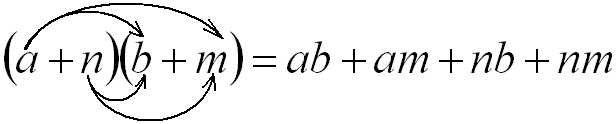 (a + n)(b + m) = ab + am + nb + nm